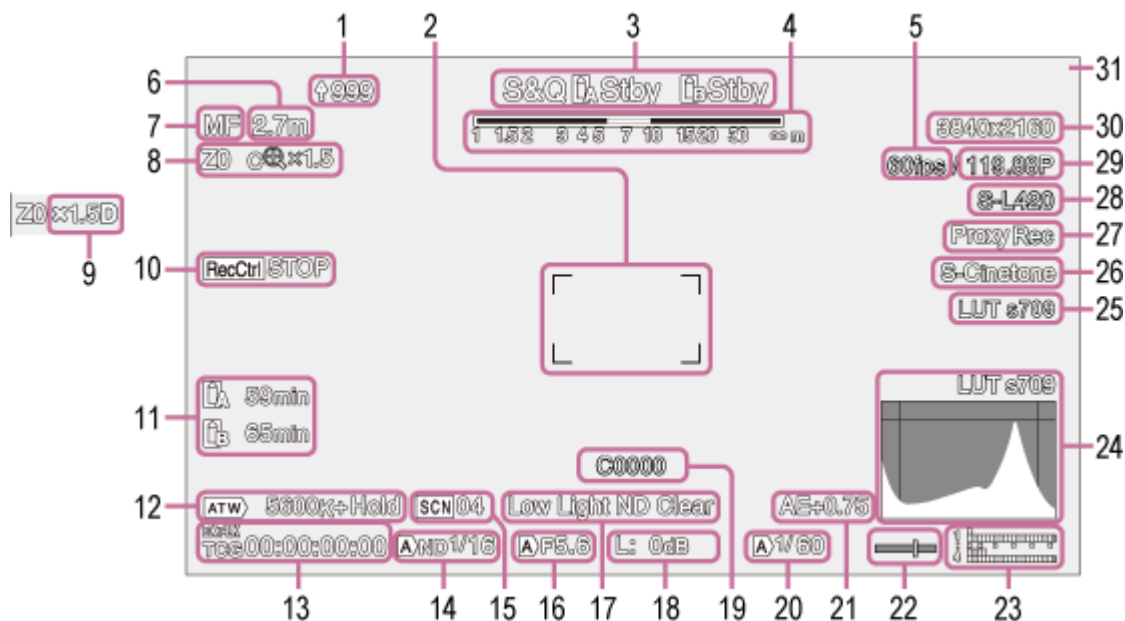 1 2 3 4 5
6 ↑999 S&Q A Stby B Stby 31
7 MF 2.7m 1 1.5 2 3 4 5 7 10 15 20 30 ∞ m 3840x2160 30
8 Z0 C ×1.5 60fps / 119.88P 29
S-L420 28
Z0 ×1.5D Proxy Rec 27
9 10 RecCtrl STOP S-Cinetone 26
LUT s709 25
LUT s709
11 A 59min
B 65min 24
C0000
12 ATW 5600K+Hold SCN 04 Low Light ND Clear AE+0.75
TCG 00:00:00:00 A ND1/16 A F5.6 L: 0dB A 1/60
13 14 15 16 17 18 19 20 21 22 23